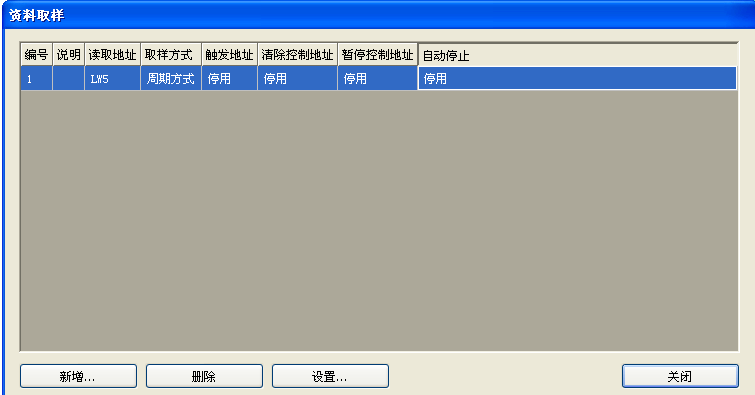 资料取样
编号 说明 读取地址 取样方式 触发地址 清除控制地址 暂停控制地址 自动停止
1 LW5 周期方式 停用 停用 停用 停用
新增... 删除 设置... 关闭